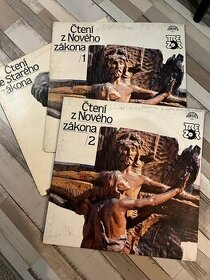 Čtení
z Nového
zákona
1
Čtení
ze Starého
zákona
Čtení
z Nového
zákona
2